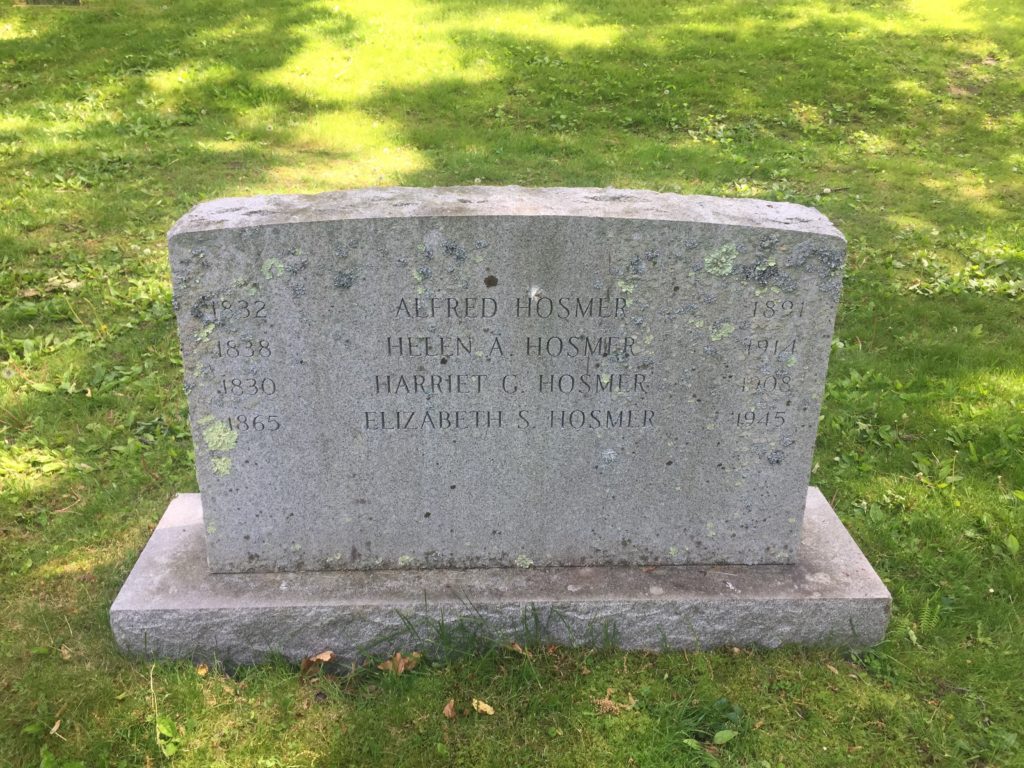 1832 ALFRED HOSMER 1891
1838 HELEN A. HOSMER 1914
1830 HARRIET G. HOSMER 1908
1865 ELIZABETH S. HOSMER 1945